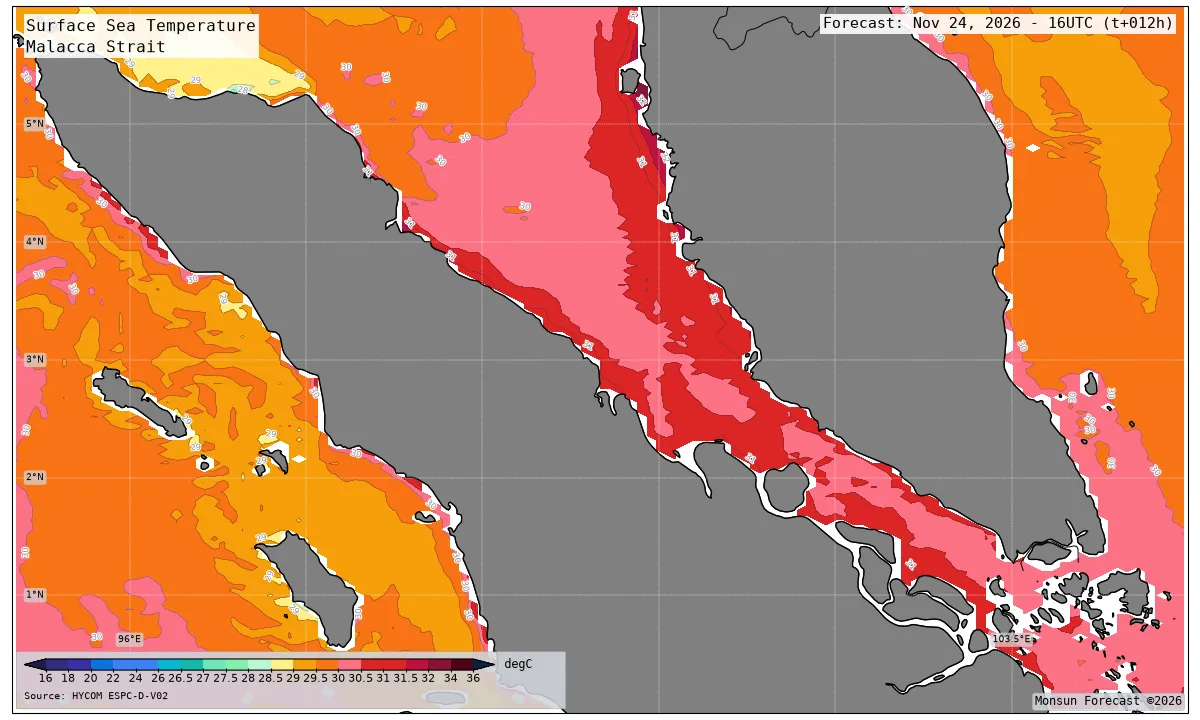 Surface Sea Temperature
Malacca Strait
Forecast: Nov 24, 2026 - 16UTC (t+012h)
5°N
4°N
3°N
2°N
1°N
96°E
103.5°E
degC
16 18 20 22 24 26 26.5 27 27.5 28 28.5 29 29.5 30 30.5 31 31.5 32 34 36
Source: HYCOM ESPC-D-V02
Monsun Forecast ©2026